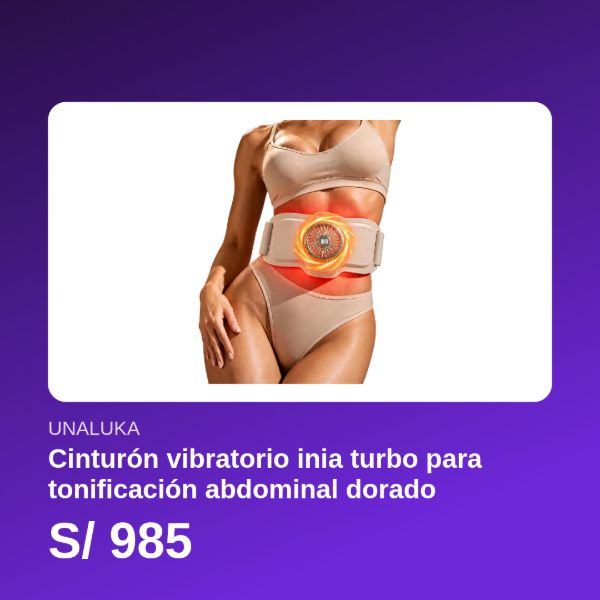 UNALUKA
Cinturón vibratorio inia turbo para
tonificación abdominal dorado
S/ 985